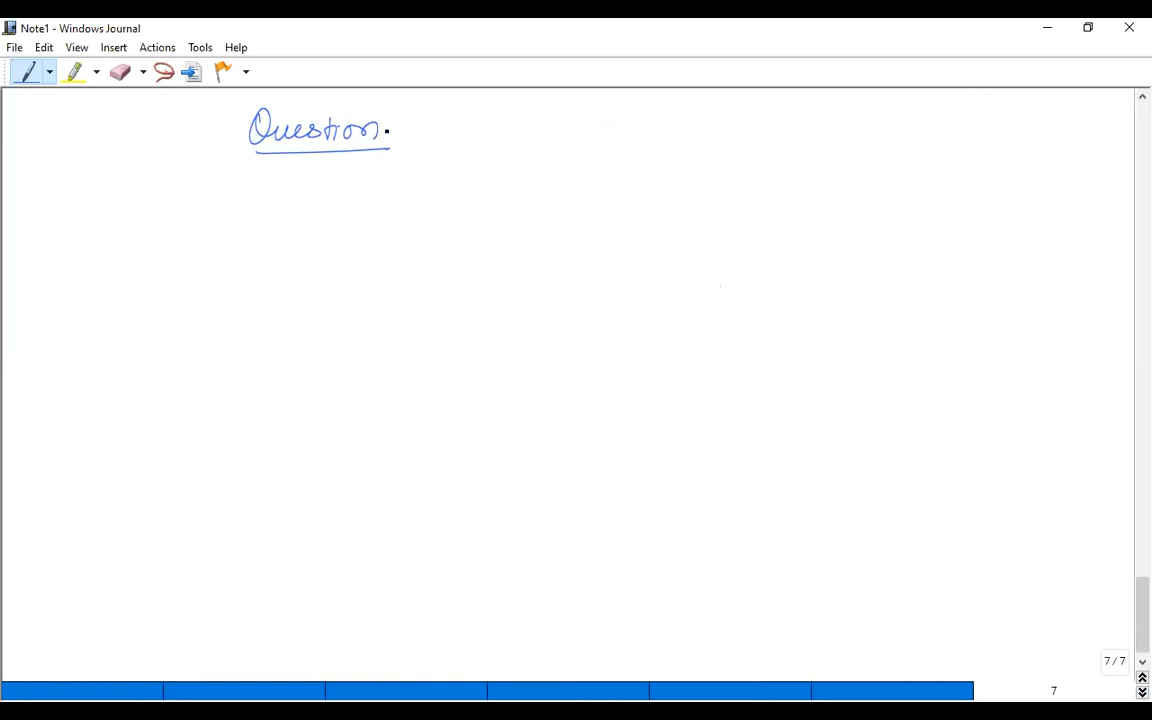 Note1 - Windows Journal
File Edit View Insert Actions Tools Help
Question.
7 / 7
7